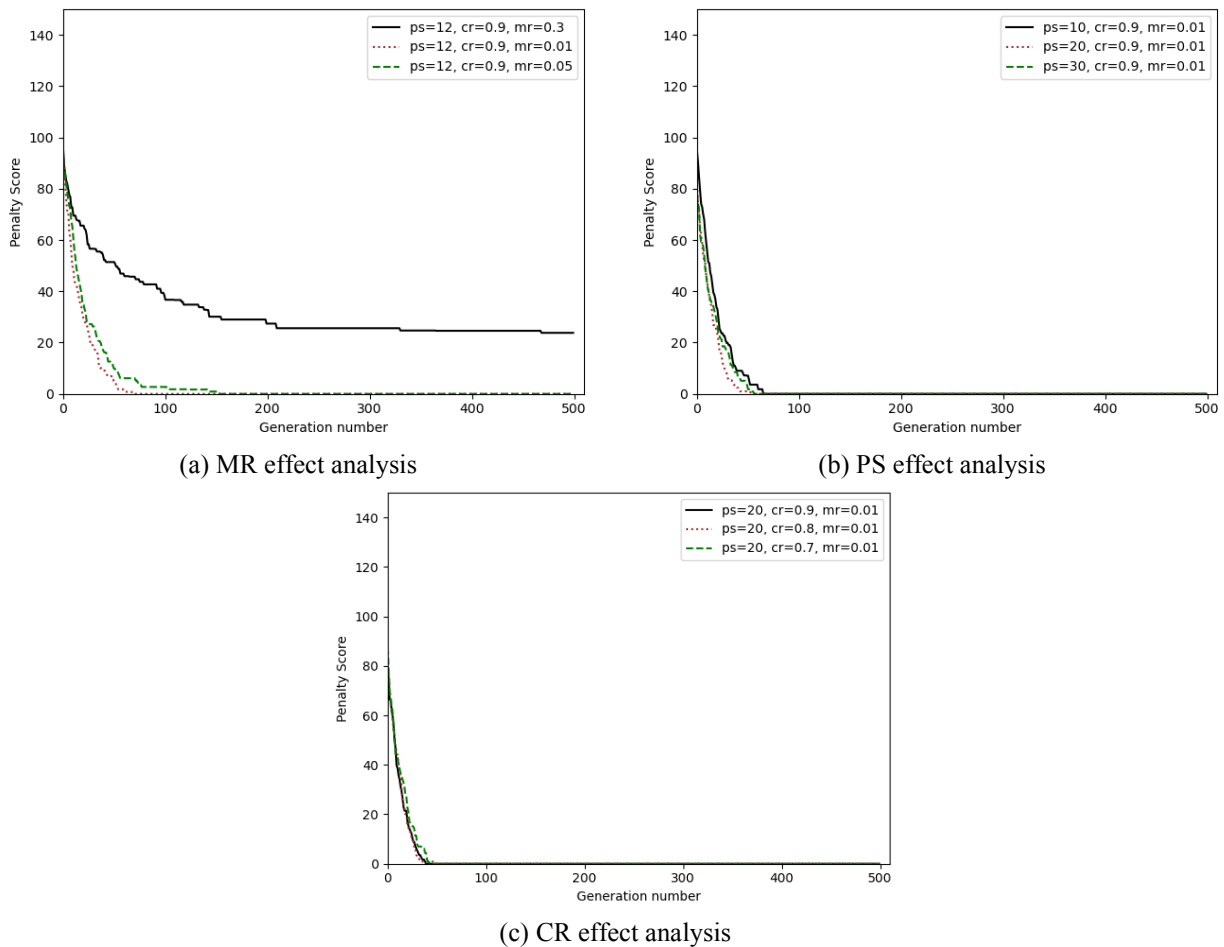 140
120
100
80
60
40
20
0
Penalty Score
ps=12, cr=0.9, mr=0.3
ps=12, cr=0.9, mr=0.01
ps=12, cr=0.9, mr=0.05
0 100 200 300 400 500
Generation number
(a) MR effect analysis
140
120
100
80
60
40
20
0
Penalty Score
ps=10, cr=0.9, mr=0.01
ps=20, cr=0.9, mr=0.01
ps=30, cr=0.9, mr=0.01
0 100 200 300 400 500
Generation number
(b) PS effect analysis
140
120
100
80
60
40
20
0
Penalty Score
ps=20, cr=0.9, mr=0.01
ps=20, cr=0.8, mr=0.01
ps=20, cr=0.7, mr=0.01
0 100 200 300 400 500
Generation number
(c) CR effect analysis